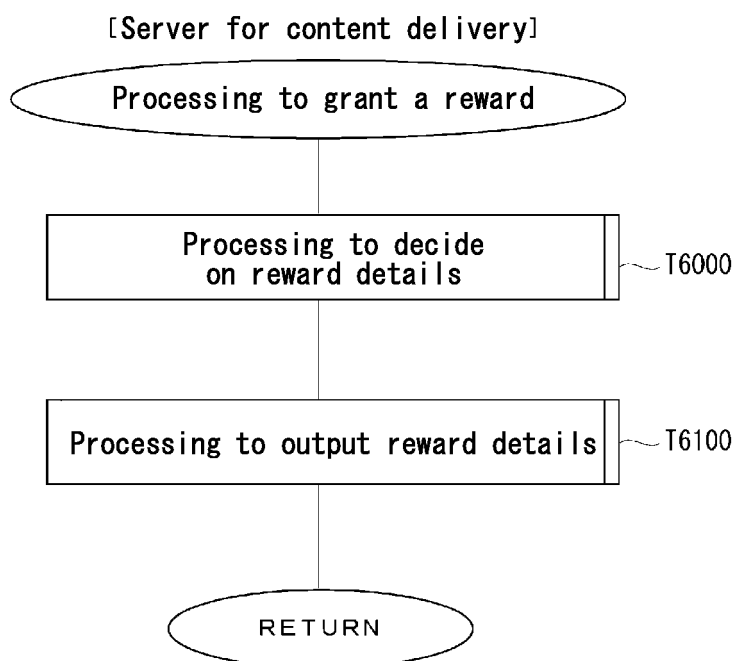 [Server for content delivery]
Processing to grant a reward
Processing to decide
on reward details
T6000
Processing to output reward details
T6100
RETURN